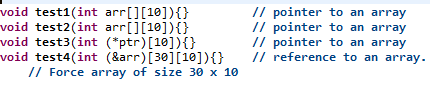 void test1(int arr[][10]){}        // pointer to an array
void test2(int arr[][10]){}        // pointer to an array
void test3(int (*ptr)[10]){}       // pointer to an array
void test4(int (&arr)[30][10]){}   // reference to an array.
    // Force array of size 30 x 10